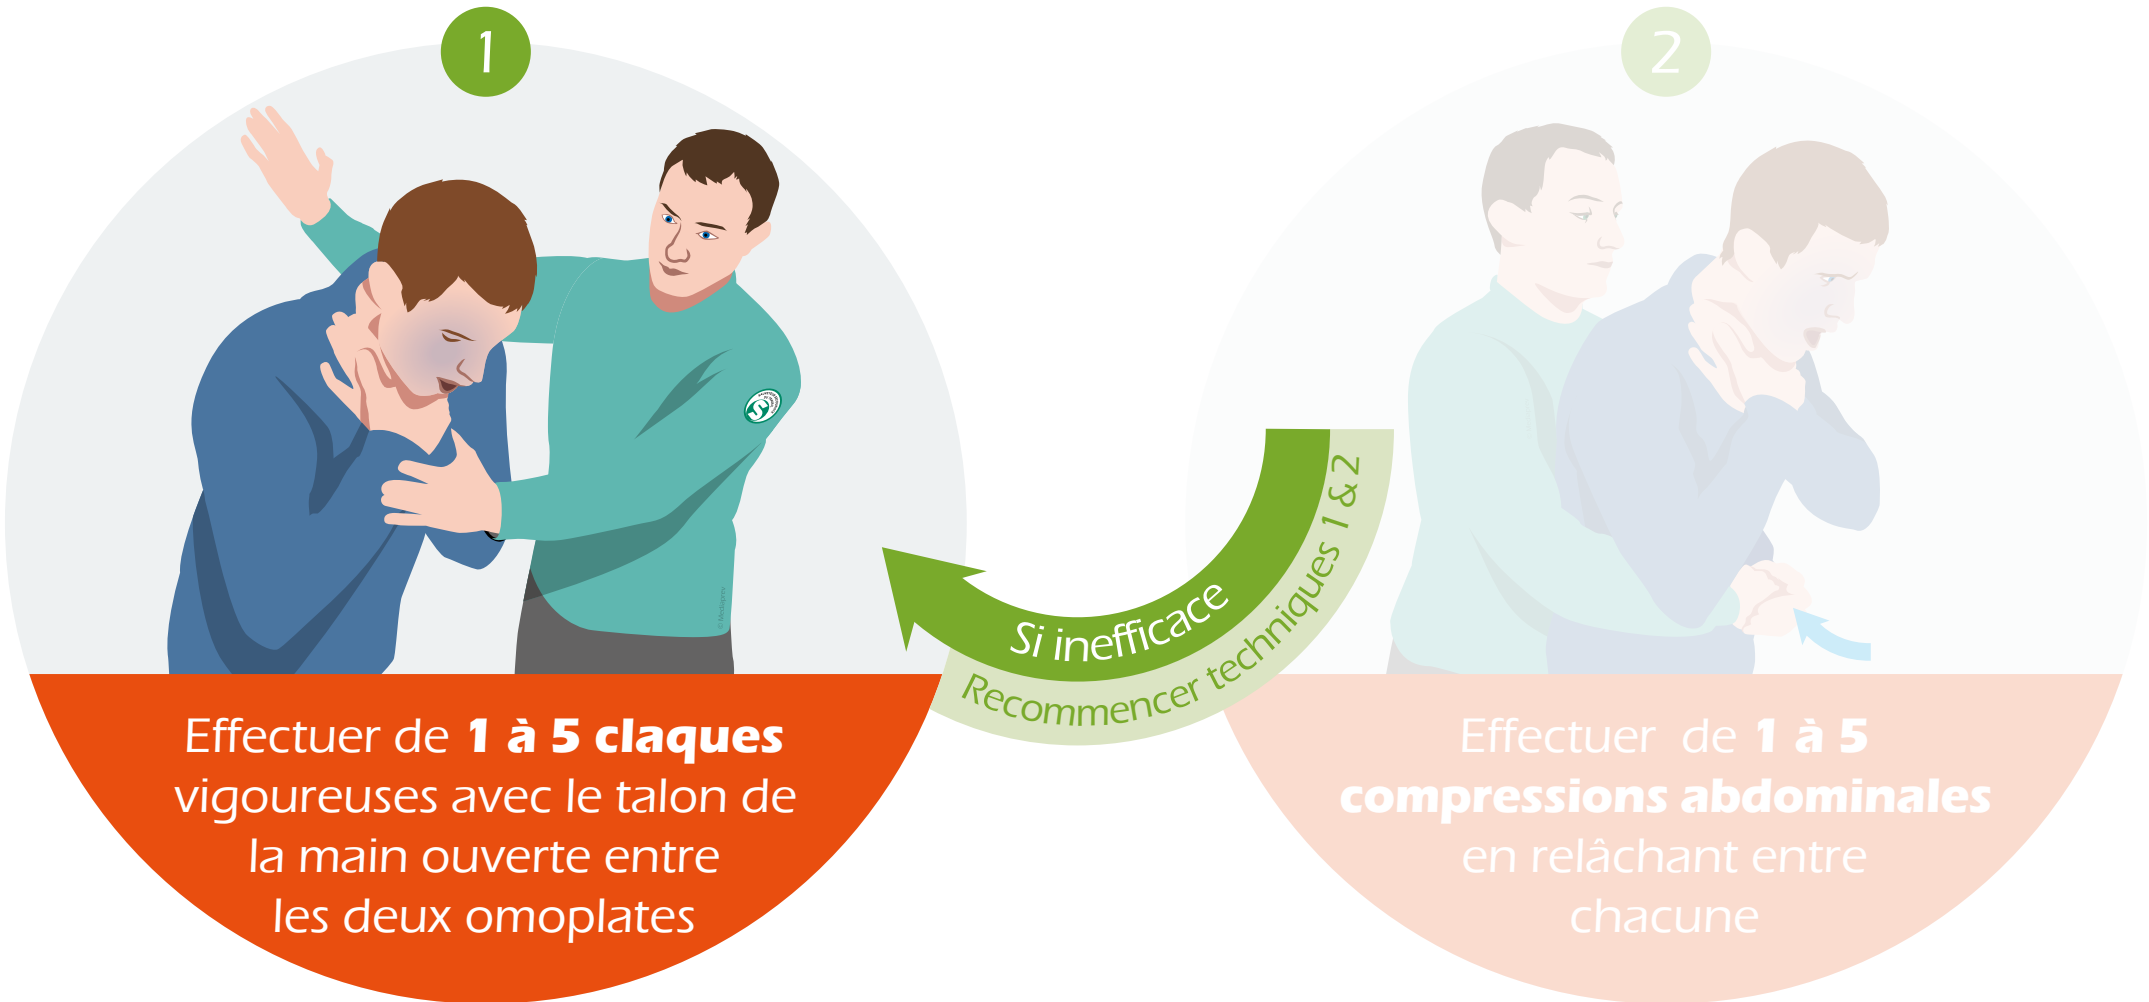 1
Effectuer de 1 à 5 claques
vigoureuses avec le talon de
la main ouverte entre
les deux omoplates
© Mediaprev
Si inefficace
Recommencer techniques 1 & 2
2
Effectuer de 1 à 5
compressions abdominales
en relâchant entre
chacune